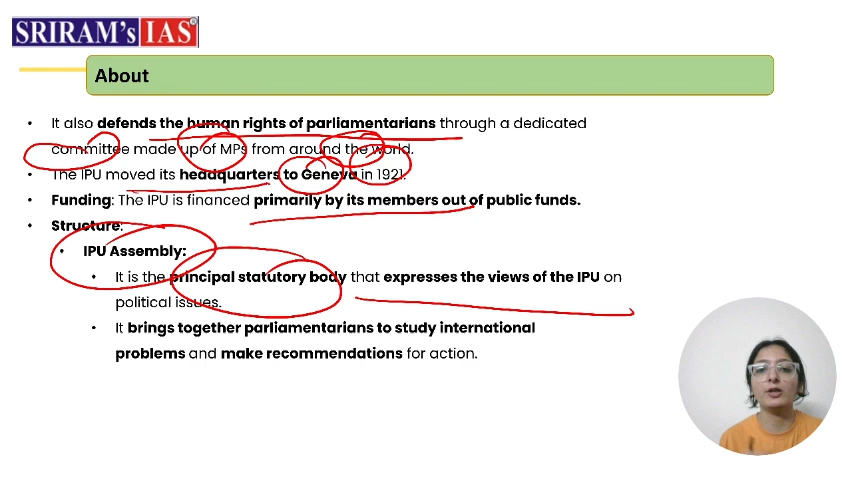 SRIRAM's IAS
About
• It also defends the human rights of parliamentarians through a dedicated
committee made up of MPs from around the world.
• The IPU moved its headquarters to Geneva in 1921.
• Funding: The IPU is financed primarily by its members out of public funds.
• Structure:
• IPU Assembly:
• It is the principal statutory body that expresses the views of the IPU on
political issues.
• It brings together parliamentarians to study international
problems and make recommendations for action.